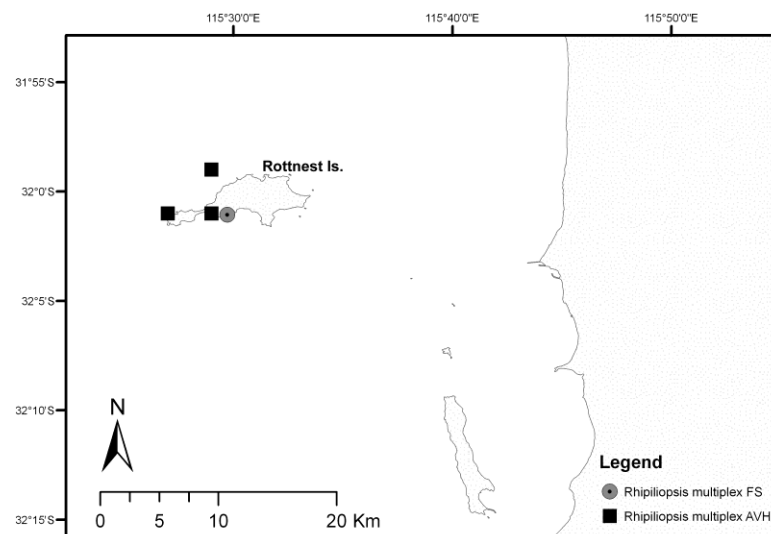 115°30'0"E 115°40'0"E 115°50'0"E
31°55'S
Rottnest Is.
32°0'S
32°5'S
32°10'S
N
Legend
Rhipiliopsis multiplex FS
Rhipiliopsis multiplex AVH
32°15'S
0 5 10 20 Km